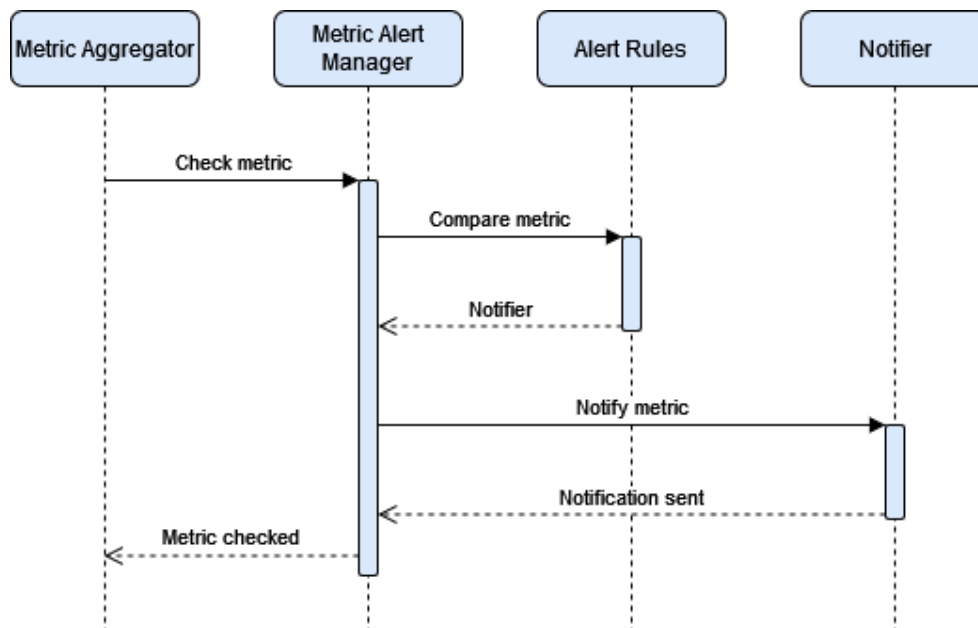 Metric Aggregator
Metric Alert
Manager
Alert Rules
Notifier
Check metric
Compare metric
Notifier
Notify metric
Notification sent
Metric checked